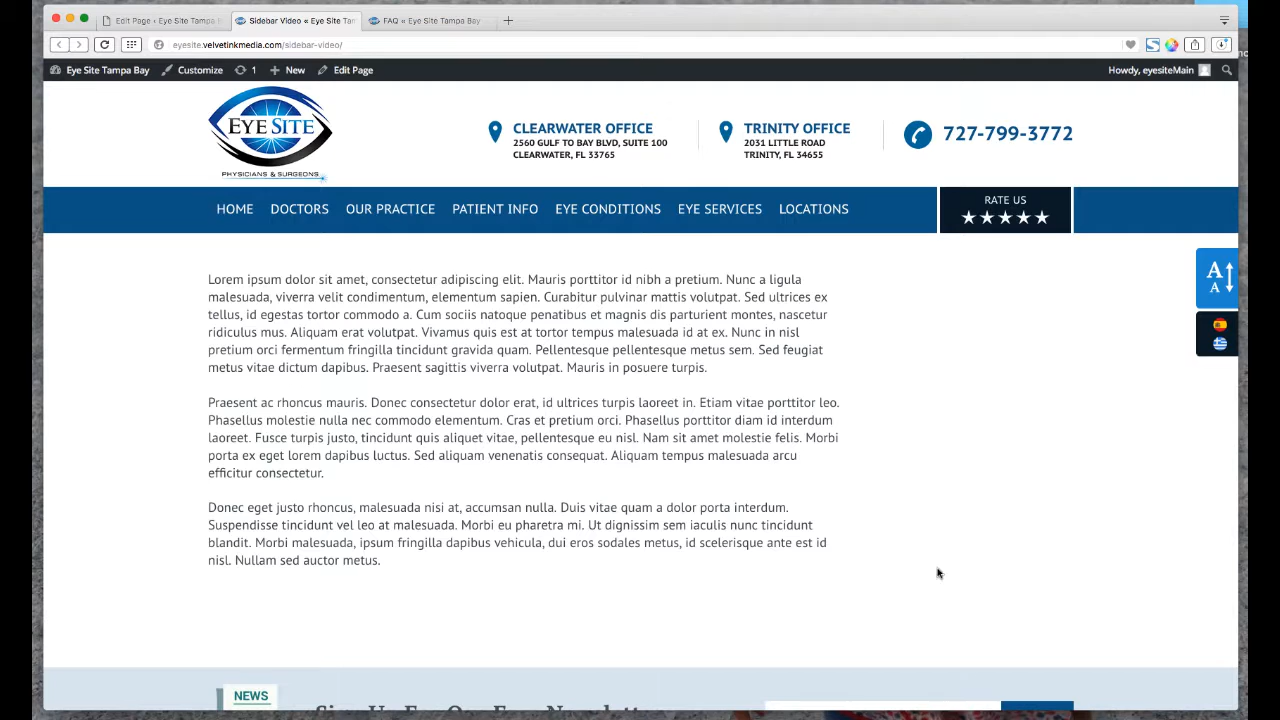 Edit Page ‹ Eye Site Tampa
Sidebar Video « Eye Site Tam
FAQ « Eye Site Tampa Bay
eyesite.velvetinkmedia.com/sidebar-video/
Eye Site Tampa Bay
Customize
1
New
Edit Page
Howdy, eyesiteMain
EYE SITE
PHYSICIANS & SURGEONS
CLEARWATER OFFICE
2560 GULF TO BAY BLVD, SUITE 100
CLEARWATER, FL 33765
TRINITY OFFICE
2031 LITTLE ROAD
TRINITY, FL 34655
727-799-3772
HOME DOCTORS OUR PRACTICE PATIENT INFO EYE CONDITIONS EYE SERVICES LOCATIONS
RATE US
A
A
Lorem ipsum dolor sit amet, consectetur adipiscing elit. Mauris porttitor id nibh a pretium. Nunc a ligula
malesuada, viverra velit condimentum, elementum sapien. Curabitur pulvinar mattis volutpat. Sed ultrices ex
tellus, id egestas tortor commodo a. Cum sociis natoque penatibus et magnis dis parturient montes, nascetur
ridiculus mus. Aliquam erat volutpat. Vivamus quis est at tortor tempus malesuada id at ex. Nunc in nisl
pretium orci fermentum fringilla tincidunt gravida quam. Pellentesque pellentesque metus sem. Sed feugiat
metus vitae dictum dapibus. Praesent sagittis viverra volutpat. Mauris in posuere turpis.
Praesent ac rhoncus mauris. Donec consectetur dolor erat, id ultrices turpis laoreet in. Etiam vitae porttitor leo.
Phasellus molestie nulla nec commodo elementum. Cras et pretium orci. Phasellus porttitor diam id interdum
laoreet. Fusce turpis justo, tincidunt quis aliquet vitae, pellentesque eu nisl. Nam sit amet molestie felis. Morbi
porta ex eget lorem dapibus luctus. Sed aliquam venenatis consequat. Aliquam tempus malesuada arcu
efficitur consectetur.
Donec eget justo rhoncus, malesuada nisi at, accumsan nulla. Duis vitae quam a dolor porta interdum.
Suspendisse tincidunt vel leo at malesuada. Morbi eu pharetra mi. Ut dignissim sem iaculis nunc tincidunt
blandit. Morbi malesuada, ipsum fringilla dapibus vehicula, dui eros sodales metus, id scelerisque ante est id
nisl. Nullam sed auctor metus.
NEWS